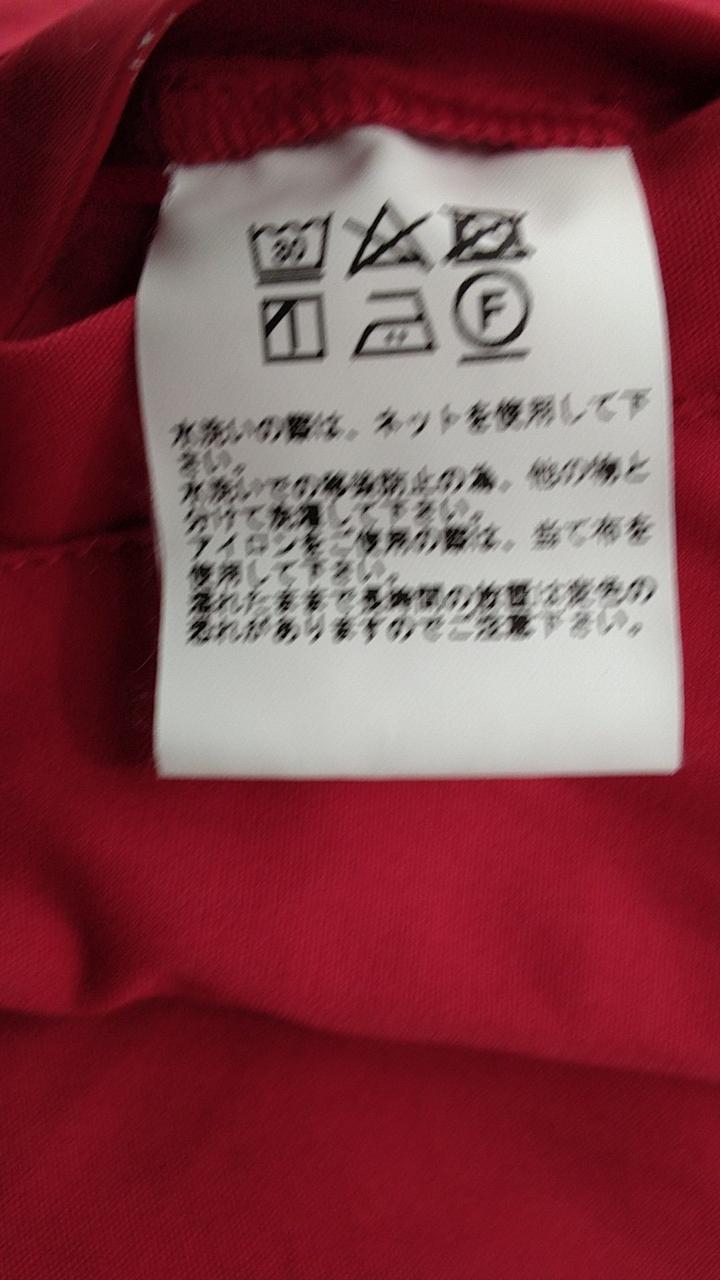 30
F
水洗いの際は、ネットを使用して下
さい。
水洗いでの損傷防止の為、他の物と
分けて洗濯して下さい。
アイロンをご使用の際は、当て布を
使用して下さい。
濡れたままで長時間の放置は変色の
恐れがありますのでご注意下さい。